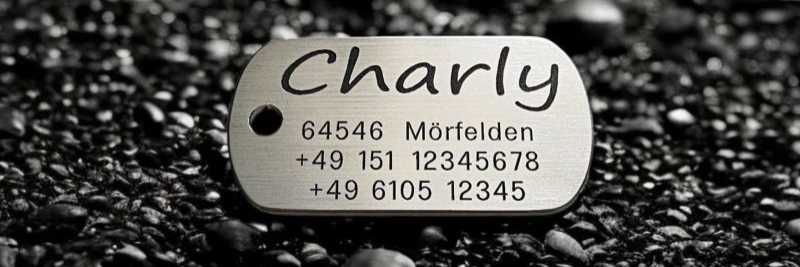 Charly
64546 Mörfelden
+49 151 12345678
+49 6105 12345